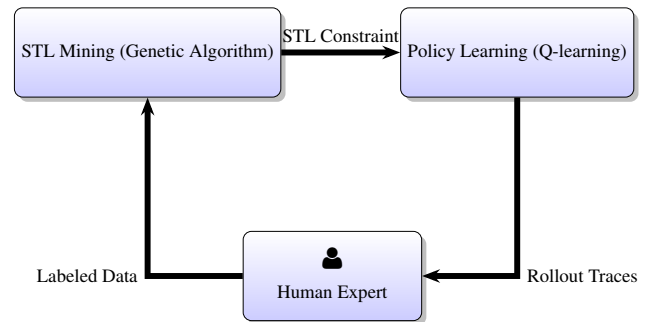 STL Mining (Genetic Algorithm)
STL Constraint
Policy Learning (Q-learning)
Labeled Data
Human Expert
Rollout Traces